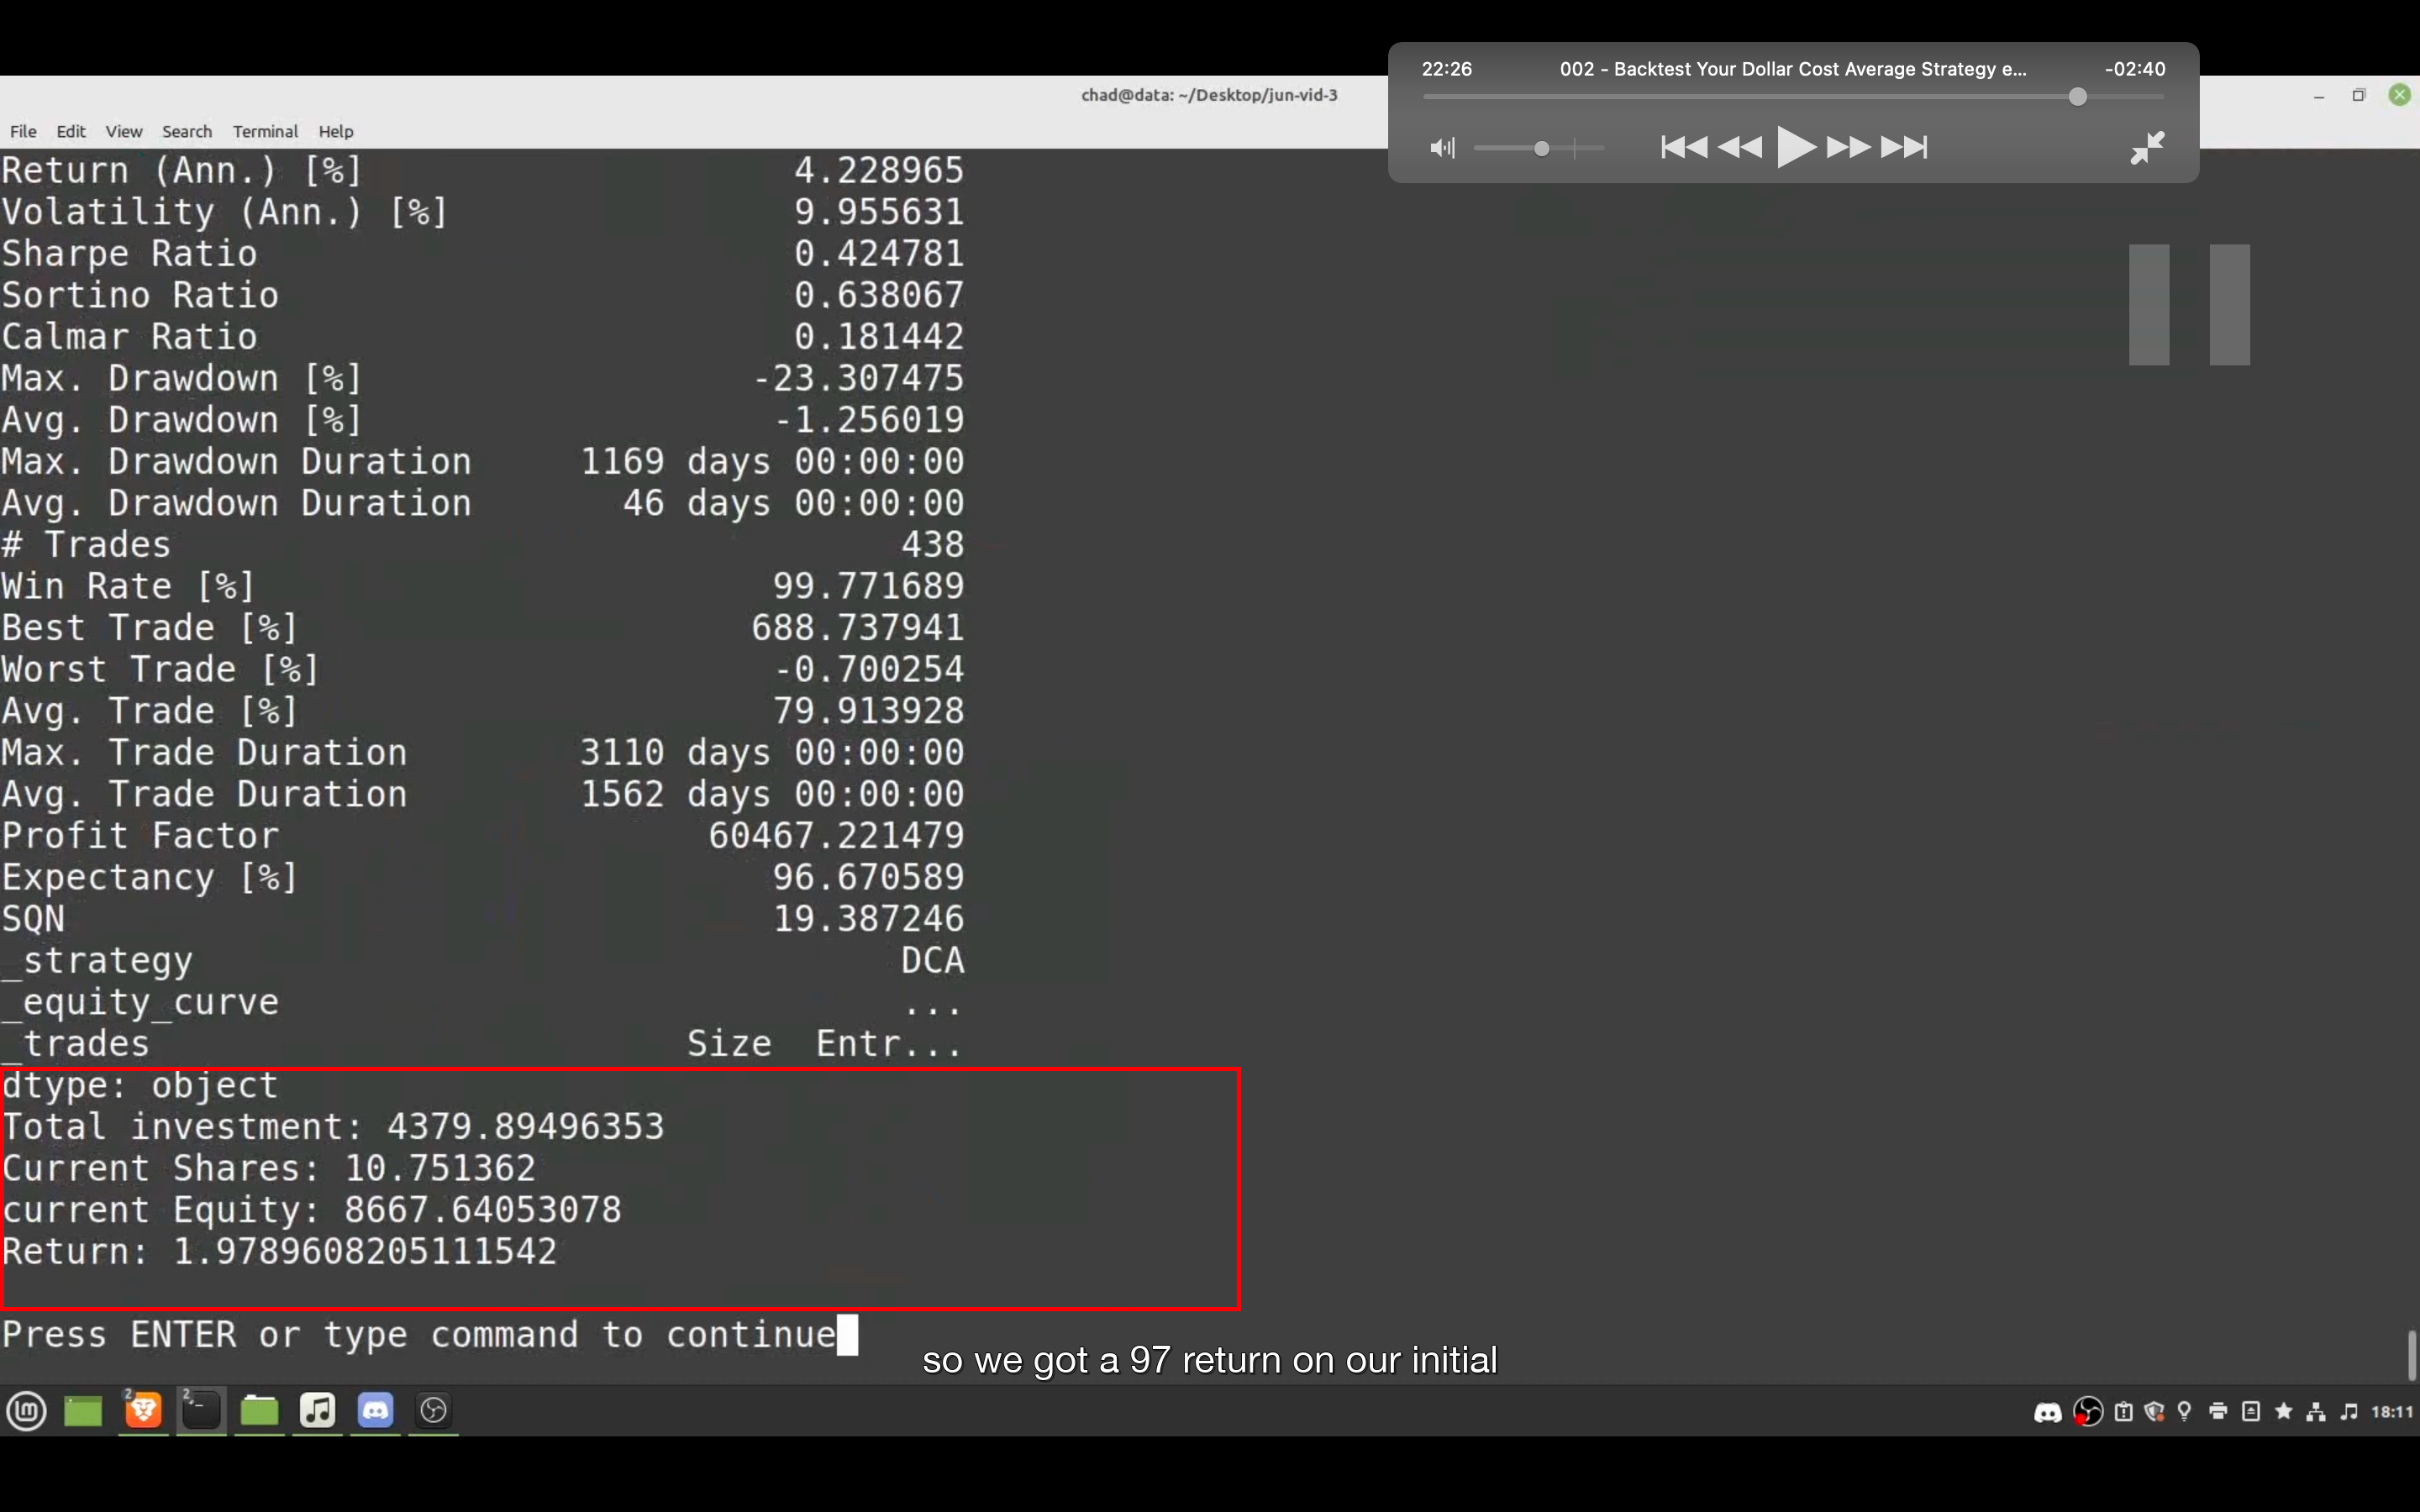 22:26 002 - Backtest Your Dollar Cost Average Strategy e... -02:40
chad@data: ~/Desktop/jun-vid-3
File Edit View Search Terminal Help
Return (Ann.) [%] 4.228965
Volatility (Ann.) [%] 9.955631
Sharpe Ratio 0.424781
Sortino Ratio 0.638067
Calmar Ratio 0.181442
Max. Drawdown [%] -23.307475
Avg. Drawdown [%] -1.256019
Max. Drawdown Duration 1169 days 00:00:00
Avg. Drawdown Duration 46 days 00:00:00
# Trades 438
Win Rate [%] 99.771689
Best Trade [%] 688.737941
Worst Trade [%] -0.700254
Avg. Trade [%] 79.913928
Max. Trade Duration 3110 days 00:00:00
Avg. Trade Duration 1562 days 00:00:00
Profit Factor 60467.221479
Expectancy [%] 96.670589
SQN 19.387246
_strategy DCA
_equity_curve ...
_trades Size Entr...
dtype: object
Total investment: 4379.89496353
Current Shares: 10.751362
current Equity: 8667.64053078
Return: 1.9789608205111542
Press ENTER or type command to continue
so we got a 97 return on our initial
2 2 18:11